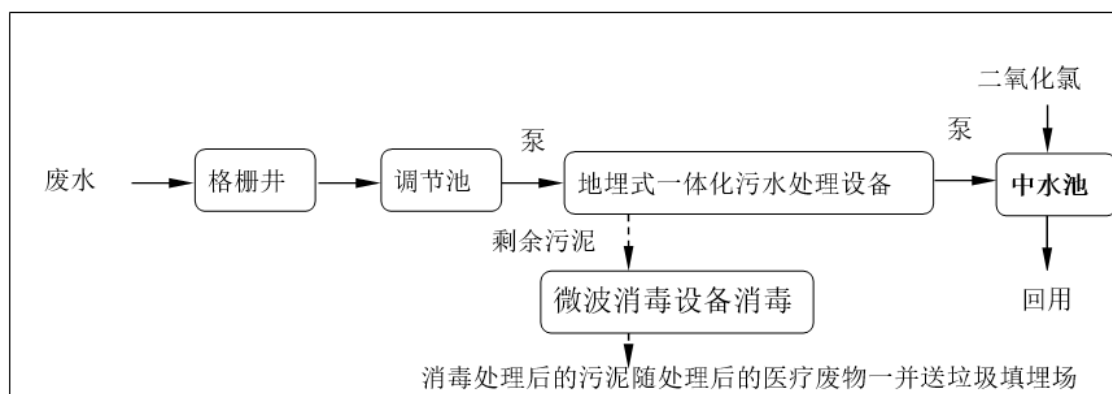 二氧化氯
泵
泵
废水
格栅井
调节池
地埋式一体化污水处理设备
中水池
剩余污泥
微波消毒设备消毒
回用
消毒处理后的污泥随处理后的医疗废物一并送垃圾填埋场